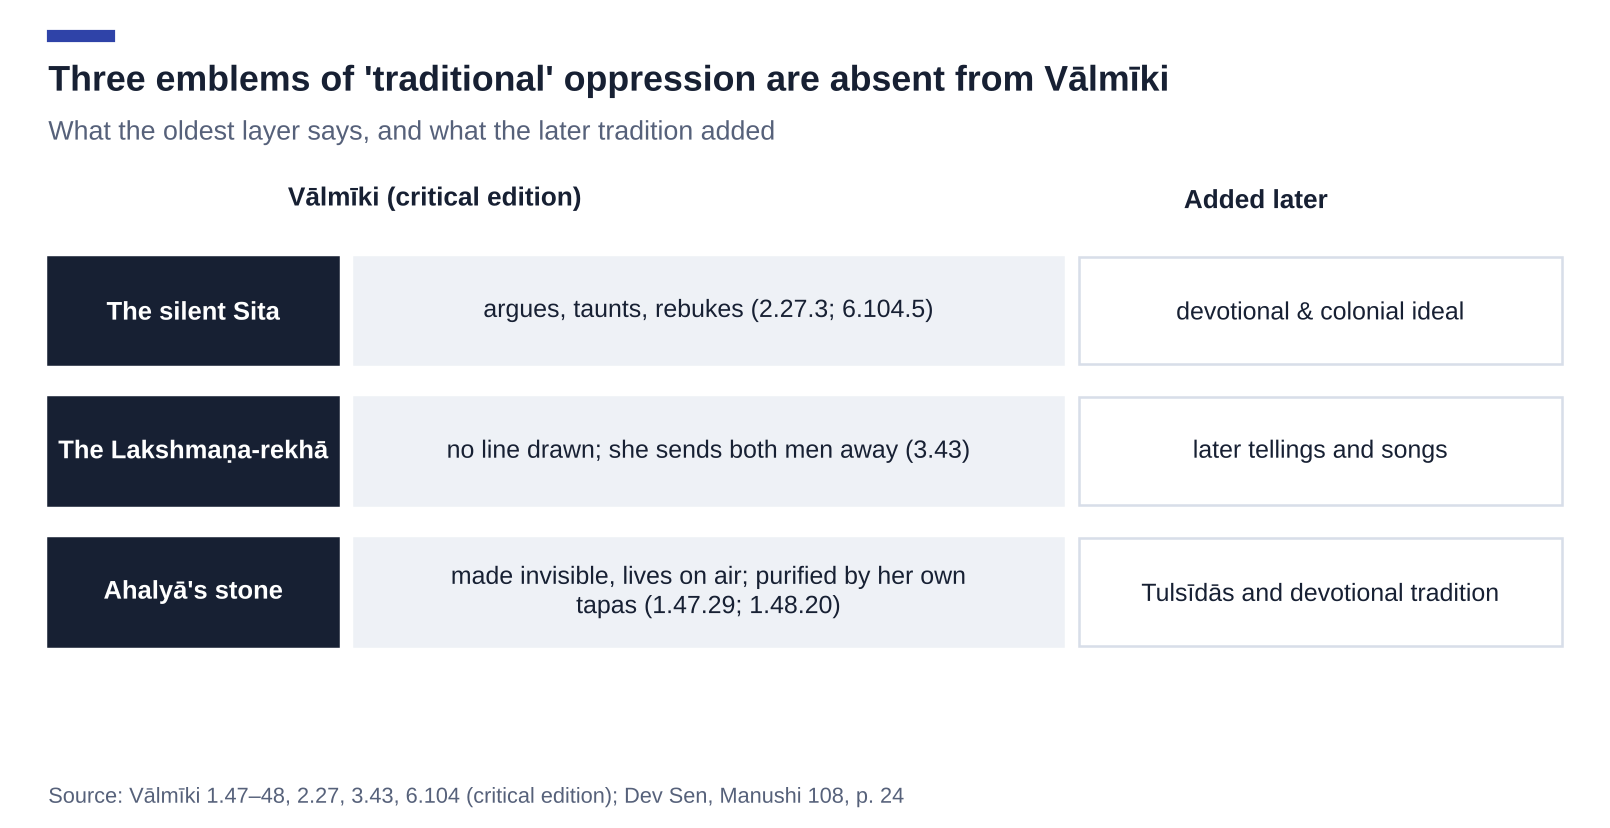 Three emblems of 'traditional' oppression are absent from Vālmīki
What the oldest layer says, and what the later tradition added
Vālmīki (critical edition)
Added later
The silent Sita
argues, taunts, rebukes (2.27.3; 6.104.5)
devotional & colonial ideal
The Lakshmaṇa-rekhā
no line drawn; she sends both men away (3.43)
later tellings and songs
Ahalyā's stone
made invisible, lives on air; purified by her own
tapas (1.47.29; 1.48.20)
Tulsīdās and devotional tradition
Source: Vālmīki 1.47–48, 2.27, 3.43, 6.104 (critical edition); Dev Sen, Manushi 108, p. 24